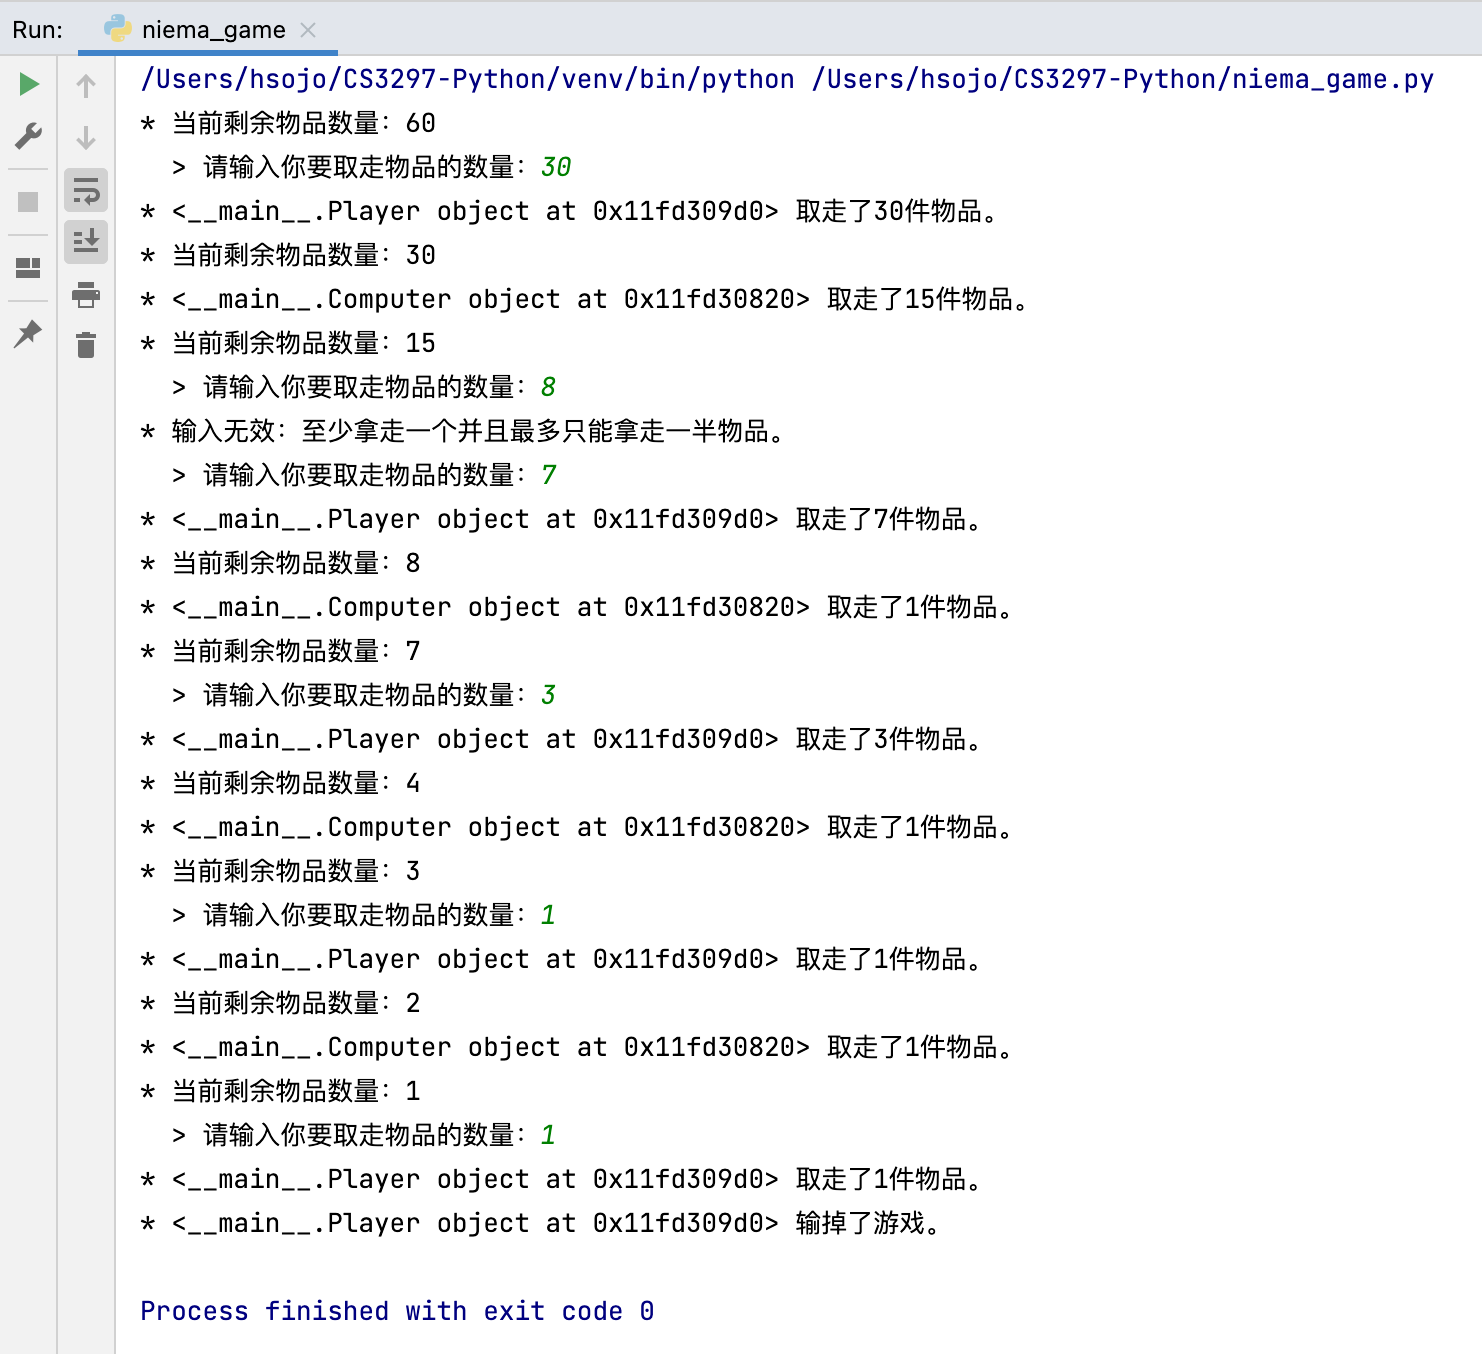 Run: niema_game
/Users/hsojo/CS3297-Python/venv/bin/python /Users/hsojo/CS3297-Python/niema_game.py
* 当前剩余物品数量：60
> 请输入你要取走物品的数量：30
* <__main__.Player object at 0x11fd309d0> 取走了30件物品。
* 当前剩余物品数量：30
* <__main__.Computer object at 0x11fd30820> 取走了15件物品。
* 当前剩余物品数量：15
> 请输入你要取走物品的数量：8
* 输入无效：至少拿走一个并且最多只能拿走一半物品。
> 请输入你要取走物品的数量：7
* <__main__.Player object at 0x11fd309d0> 取走了7件物品。
* 当前剩余物品数量：8
* <__main__.Computer object at 0x11fd30820> 取走了1件物品。
* 当前剩余物品数量：7
> 请输入你要取走物品的数量：3
* <__main__.Player object at 0x11fd309d0> 取走了3件物品。
* 当前剩余物品数量：4
* <__main__.Computer object at 0x11fd30820> 取走了1件物品。
* 当前剩余物品数量：3
> 请输入你要取走物品的数量：1
* <__main__.Player object at 0x11fd309d0> 取走了1件物品。
* 当前剩余物品数量：2
* <__main__.Computer object at 0x11fd30820> 取走了1件物品。
* 当前剩余物品数量：1
> 请输入你要取走物品的数量：1
* <__main__.Player object at 0x11fd309d0> 取走了1件物品。
* <__main__.Player object at 0x11fd309d0> 输掉了游戏。
Process finished with exit code 0